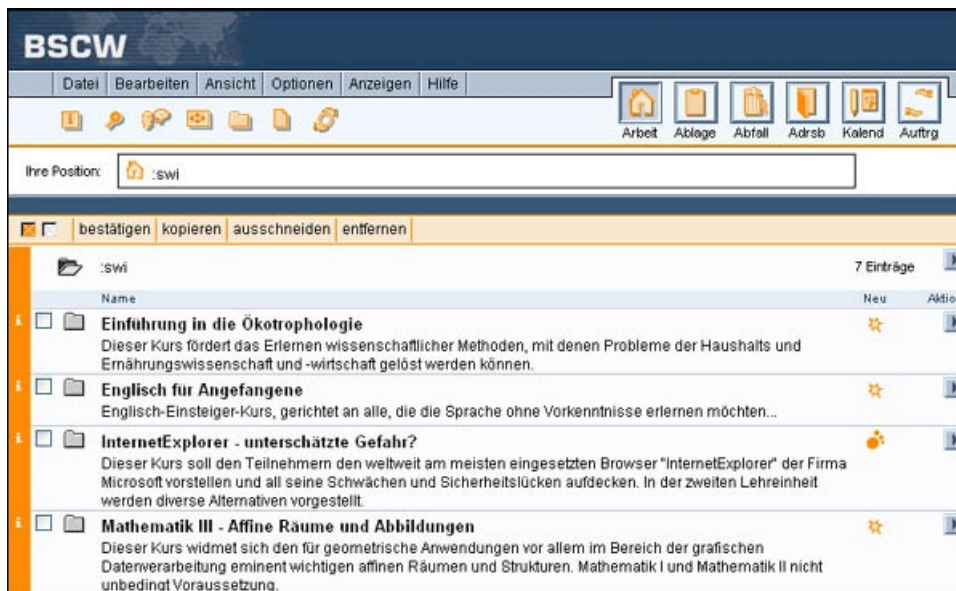 BSCW
Datei Bearbeiten Ansicht Optionen Anzeigen Hilfe
Arbeit Ablage Abfall Adrsb Kalend Auftrg
Ihre Position: :swi
bestätigen kopieren ausschneiden entfernen
:swi 7 Einträge
Name Neu Aktio
Einführung in die Ökotrophologie
Dieser Kurs fördert das Erlernen wissenschaftlicher Methoden, mit denen Probleme der Haushalts und
Ernährungswissenschaft und -wirtschaft gelöst werden können.
Englisch für Angefangene
Englisch-Einsteiger-Kurs, gerichtet an alle, die die Sprache ohne Vorkenntnisse erlernen möchten...
InternetExplorer - unterschätzte Gefahr?
Dieser Kurs soll den Teilnehmern den weltweit am meisten eingesetzten Browser "InternetExplorer" der Firma
Microsoft vorstellen und all seine Schwächen und Sicherheitslücken aufdecken. In der zweiten Lehreinheit
werden diverse Alternativen vorgestellt.
Mathematik III - Affine Räume und Abbildungen
Dieser Kurs widmet sich den für geometrische Anwendungen vor allem im Bereich der grafischen
Datenverarbeitung eminent wichtigen affinen Räumen und Strukturen. Mathematik I und Mathematik II nicht
unbedingt Voraussetzung.